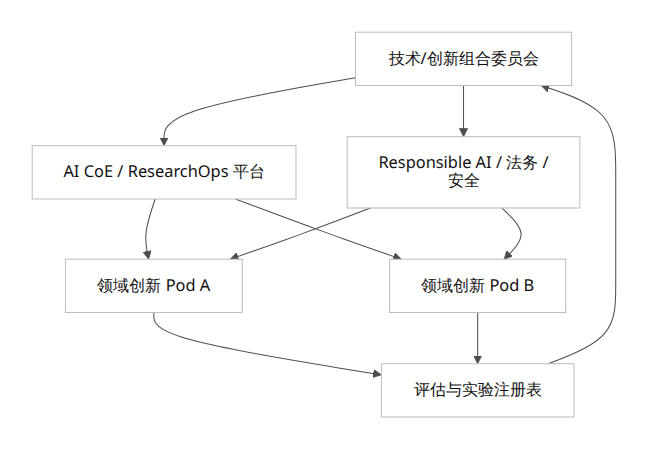 技术/创新组合委员会
AI CoE / ResearchOps 平台
Responsible AI / 法务 /
安全
领域创新 Pod A
领域创新 Pod B
评估与实验注册表